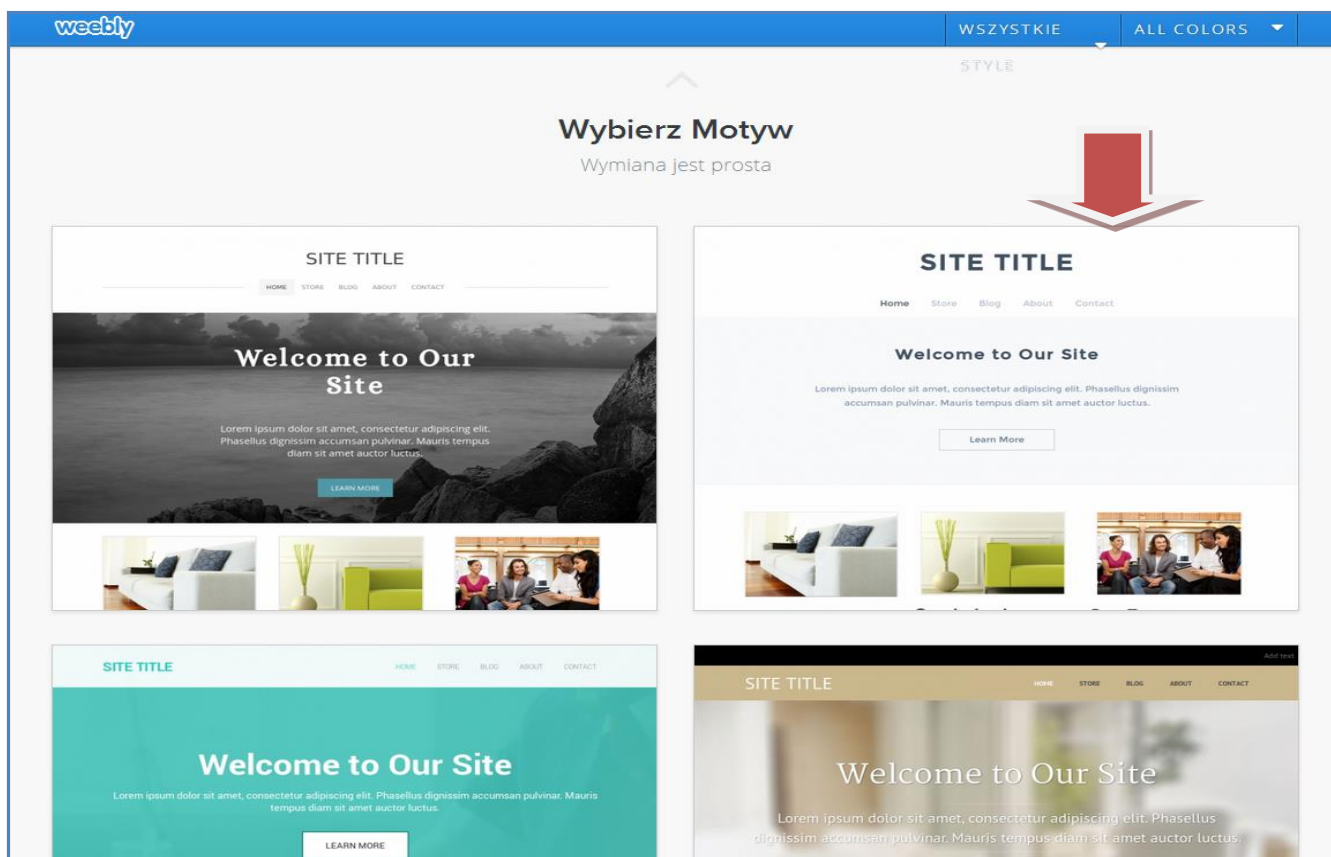 weebly
WSZYSTKIE
STYLE
ALL COLORS
Wybierz Motyw
Wymiana jest prosta
SITE TITLE
HOME STORE BLOG ABOUT CONTACT
Welcome to Our
Site
Lorem ipsum dolor sit amet, consectetur adipiscing elit.
Phasellus dignissim accumsan pulvinar. Mauris tempus
diam sit amet auctor luctus.
LEARN MORE
SITE TITLE
Home Store Blog About Contact
Welcome to Our Site
Lorem ipsum dolor sit amet, consectetur adipiscing elit. Phasellus dignissim
accumsan pulvinar. Mauris tempus diam sit amet auctor luctus.
Learn More
SITE TITLE
HOME STORE BLOG ABOUT CONTACT
Welcome to Our Site
Lorem ipsum dolor sit amet, consectetur adipiscing elit. Phasellus dignissim accumsan pulvinar. Mauris
tempus diam sit amet auctor luctus.
LEARN MORE
Add text
SITE TITLE
HOME STORE BLOG ABOUT CONTACT
Welcome to Our Site
Lorem ipsum dolor sit amet, consectetur adipiscing elit. Phasellus
dignissim accumsan pulvinar. Mauris tempus diam sit amet auctor luctus.